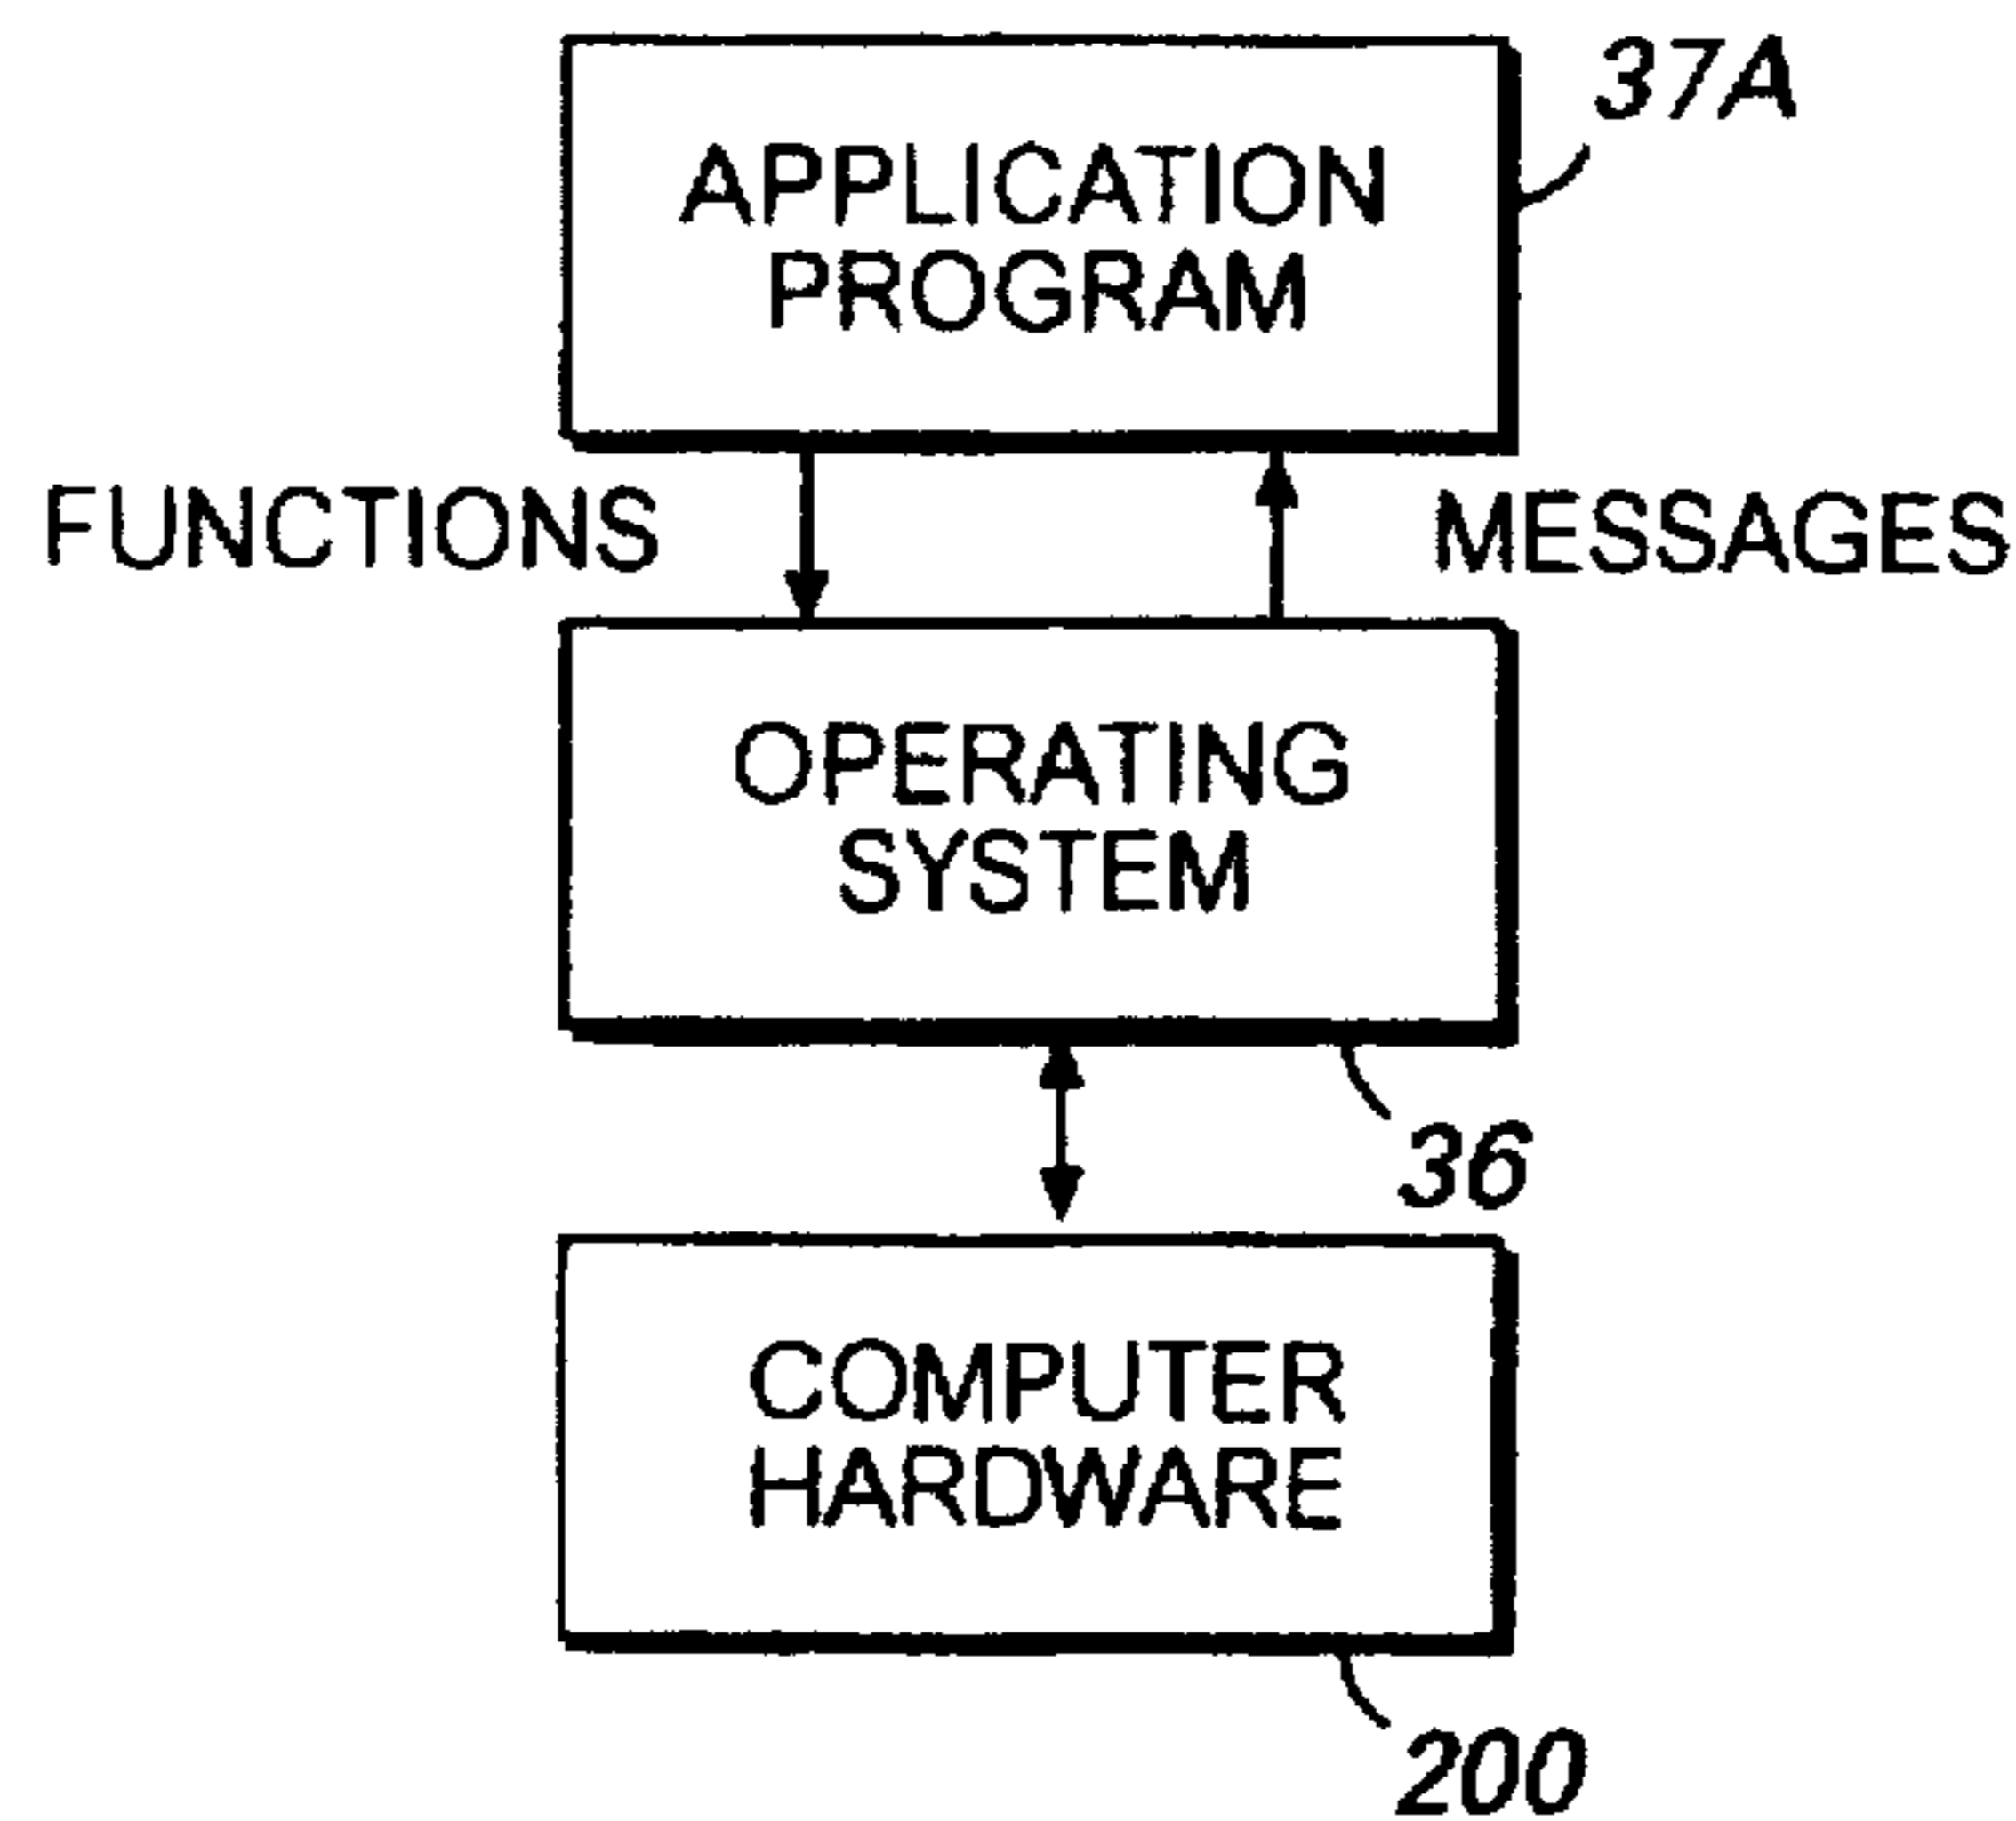 37A
APPLICATION
PROGRAM
FUNCTIONS
MESSAGES
OPERATING
SYSTEM
36
COMPUTER
HARDWARE
200